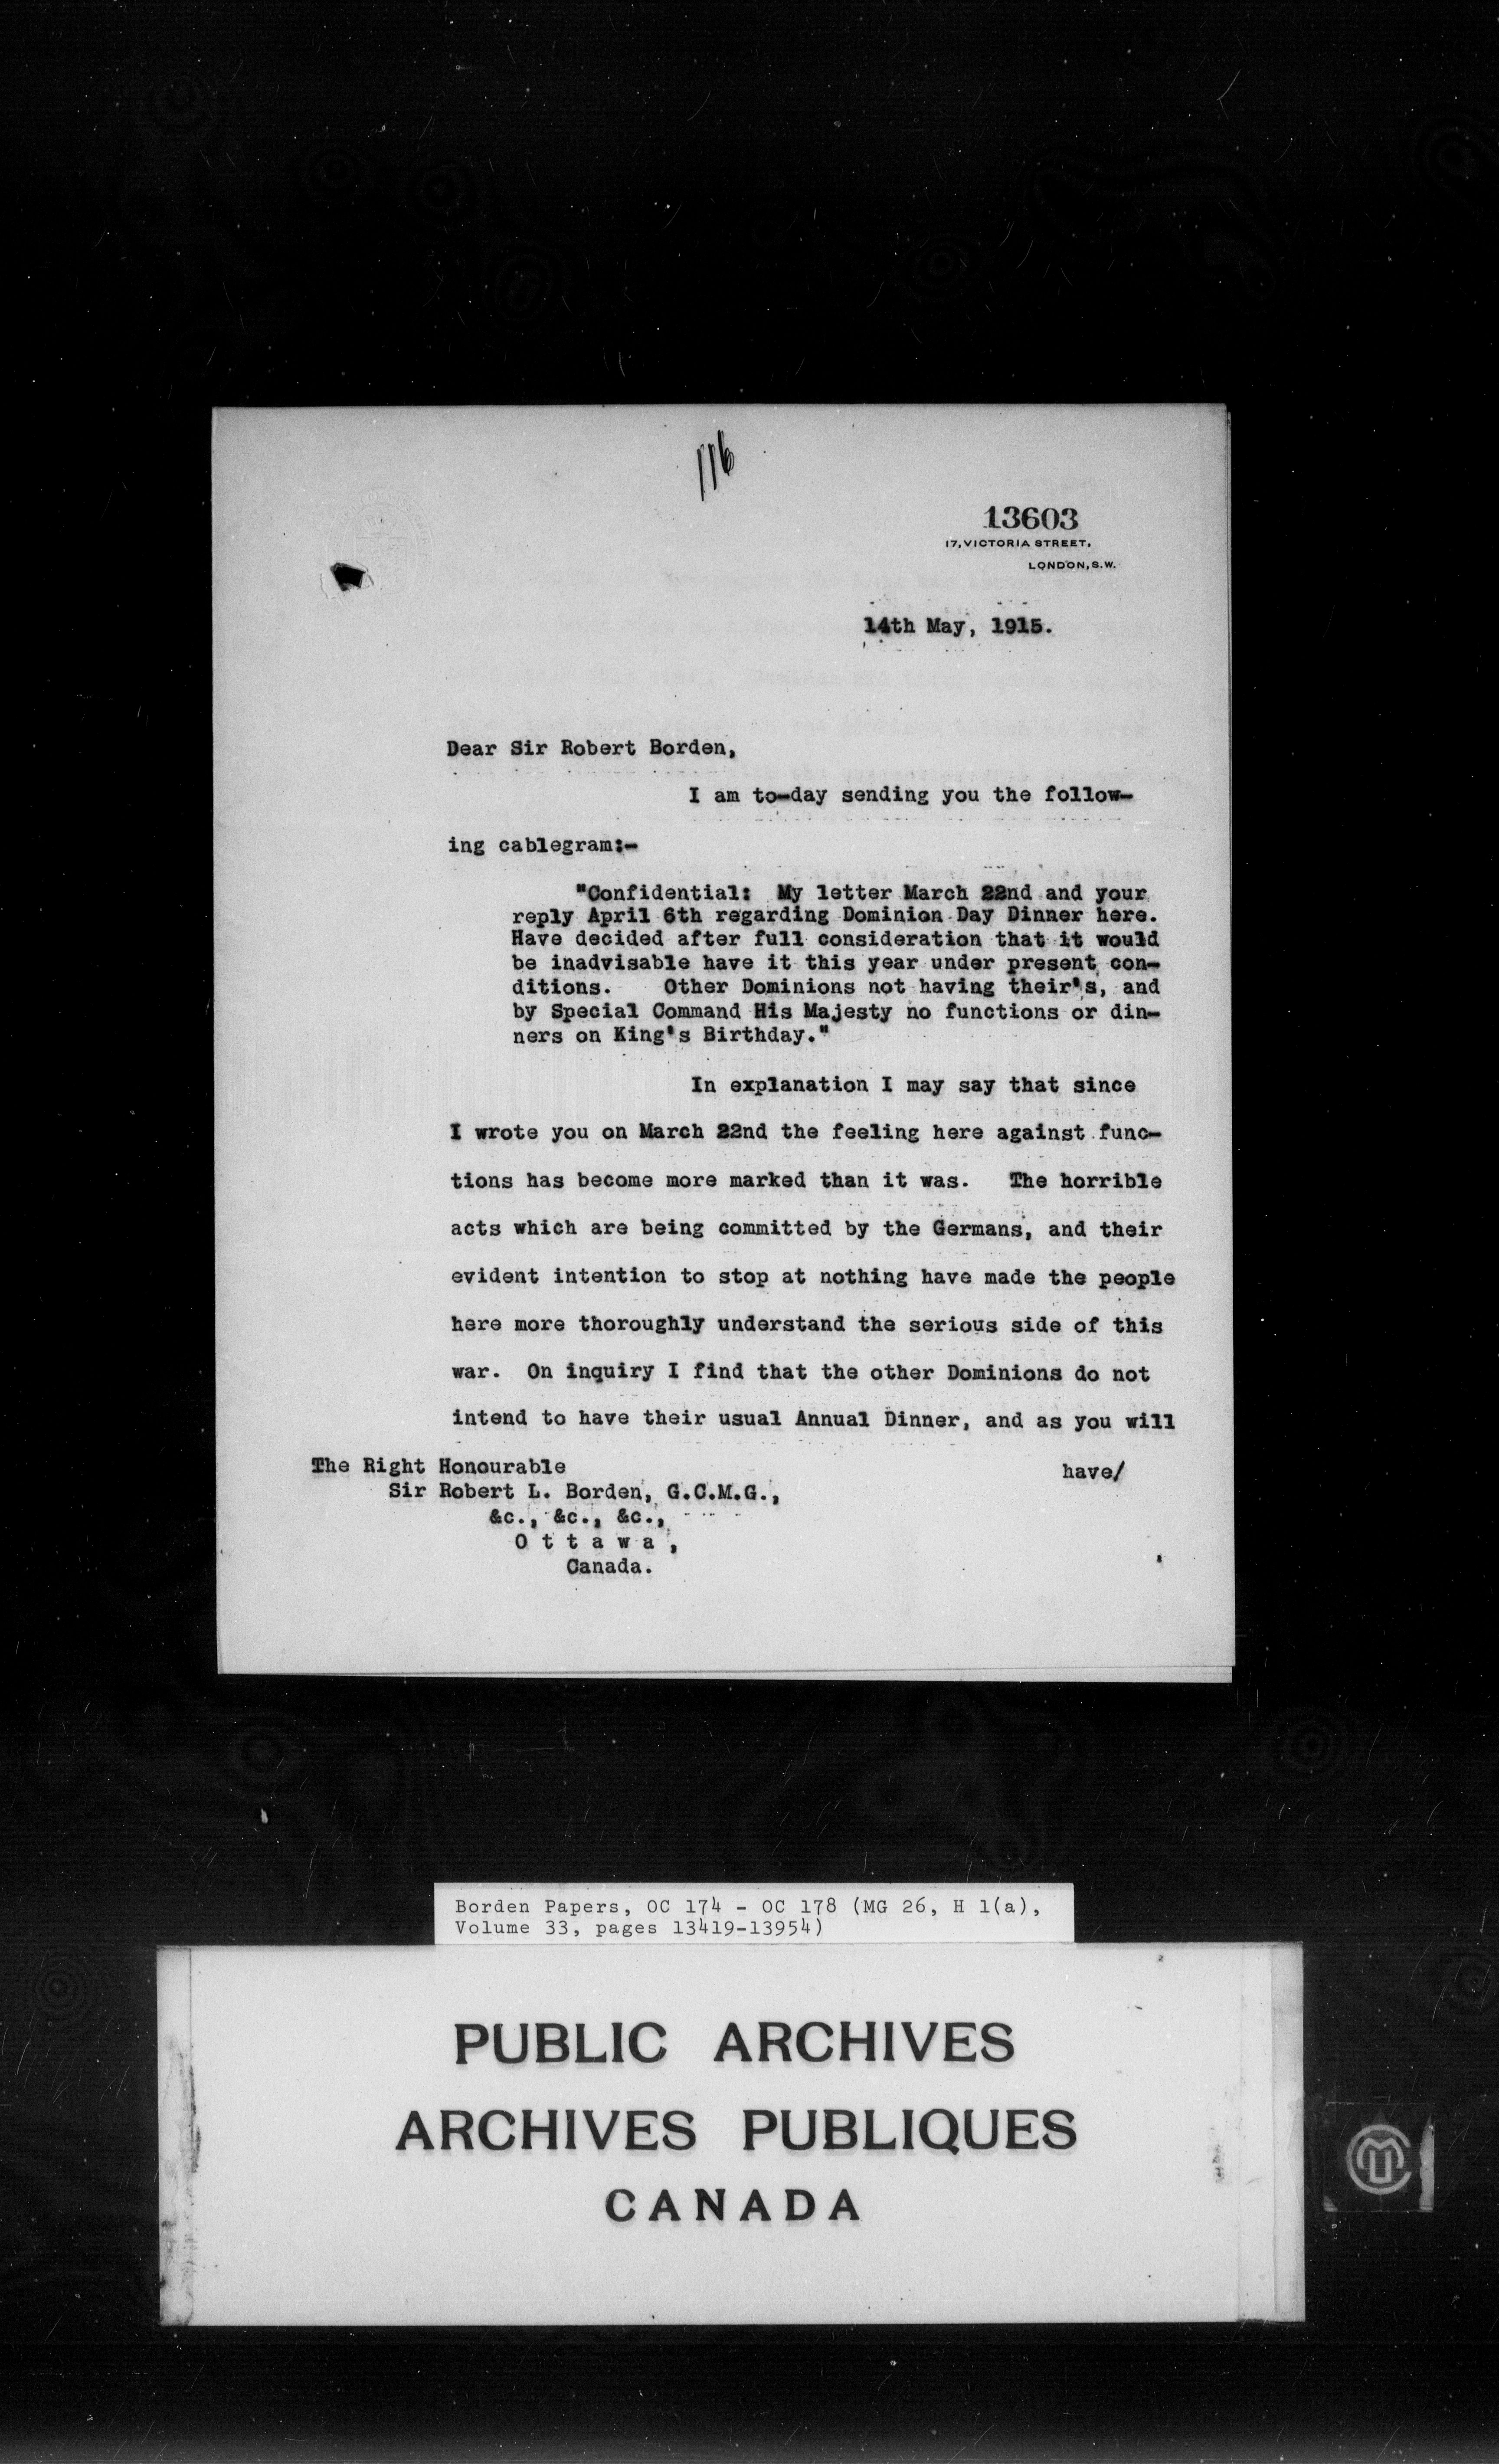 116
13603
17, VICTORIA STREET,
LONDON, S.W.
14th May, 1915.
Dear Sir Robert Borden,
I am to-day sending you the follow-
ing cablegram:-
"Confidential: My letter March 22nd and your
reply April 6th regarding Dominion Day Dinner here.
Have decided after full consideration that it would
be inadvisable have it this year under present con-
ditions. Other Dominions not having their's, and
by Special Command His Majesty no functions or din-
ners on King's Birthday."
In explanation I may say that since
I wrote you on March 22nd the feeling here against func-
tions has become more marked than it was. The horrible
acts which are being committed by the Germans, and their
evident intention to stop at nothing have made the people
here more thoroughly understand the serious side of this
war. On inquiry I find that the other Dominions do not
intend to have their usual Annual Dinner, and as you will
have/
The Right Honourable
Sir Robert L. Borden, G.C.M.G.,
&c., &c., &c.,
O t t a w a ,
Canada.
Borden Papers, OC 174 - OC 178 (MG 26, H 1(a),
Volume 33, pages 13419-13954)
PUBLIC ARCHIVES
ARCHIVES PUBLIQUES
CANADA